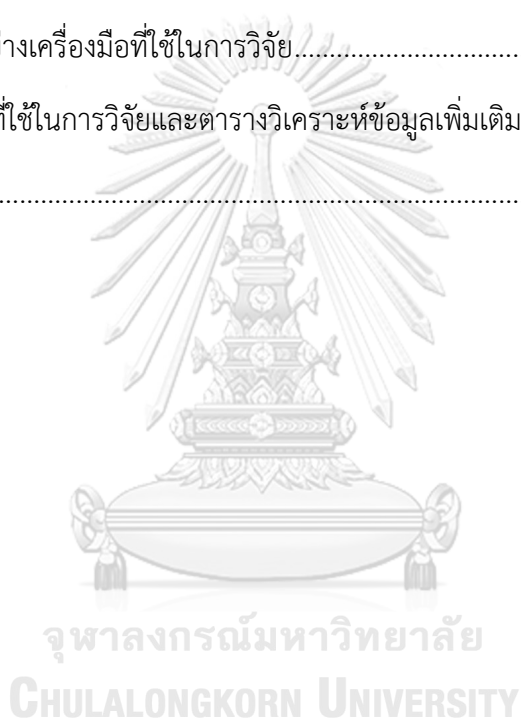 ่างเครื่องมือที่ใช้ในการวิจัย............................
ที่ใช้ในการวิจัยและตารางวิเคราะห์ข้อมูลเพิ่มเติม
................................................................
จุฬาลงกรณ์มหาวิทยาลัย
CHULALONGKORN UNIVERSITY